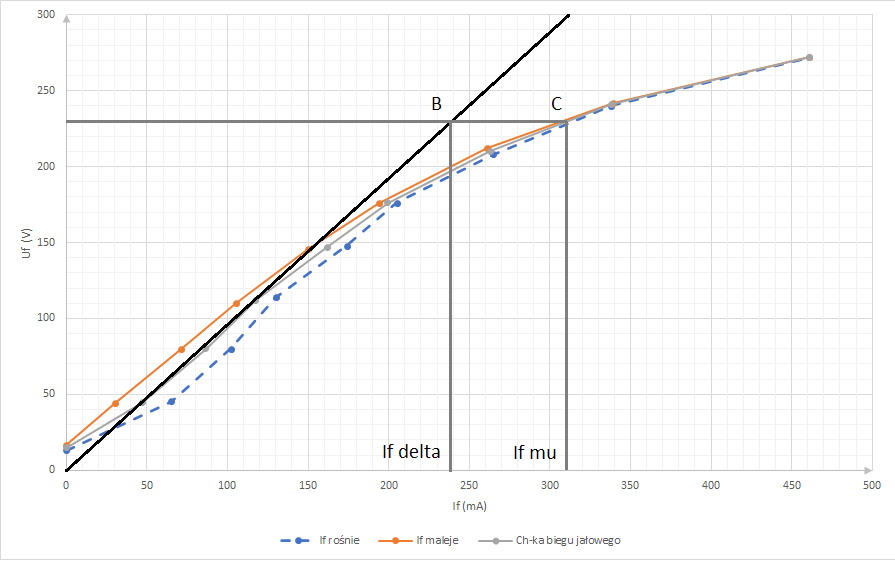 300
250
200
150
100
50
0
Uf (V)
B
C
If delta
If mu
0 50 100 150 200 250 300 350 400 450 500
If (mA)
If rośnie If maleje Ch-ka biegu jałowego